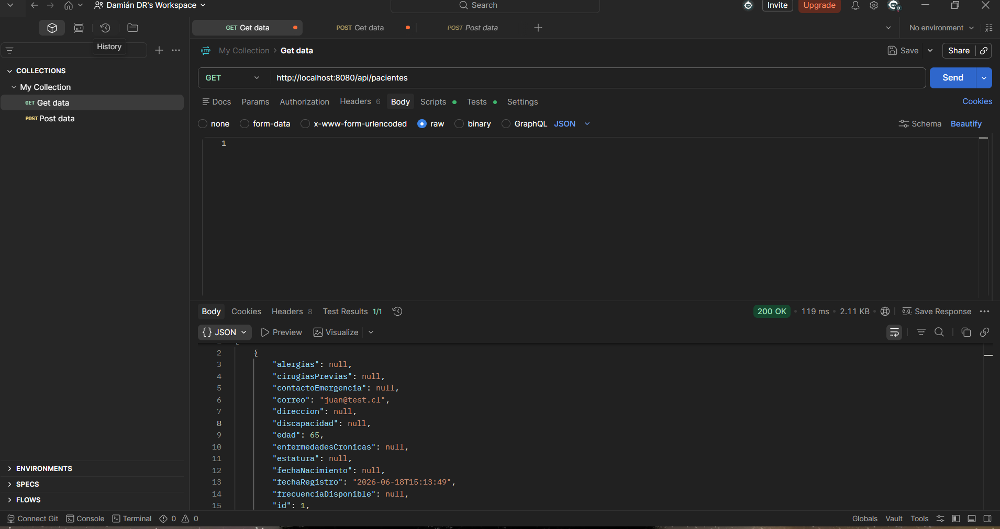 Damián DR's Workspace
Search
Invite
Upgrade
History
GET Get data
POST Get data
POST Post data
No environment
My Collection > Get data
Save
Share
COLLECTIONS
My Collection
GET Get data
POST Post data
GET
http://localhost:8080/api/pacientes
Send
Docs Params Authorization Headers 6 Body Scripts Tests Settings
Cookies
none form-data x-www-form-urlencoded raw binary GraphQL JSON
Schema Beautify
1
Body Cookies Headers 8 Test Results 1/1
200 OK • 119 ms • 2.11 KB
e.g. Save Response
{} JSON Preview Visualize
2 {
3 "alergias": null,
4 "cirugiasPrevias": null,
5 "contactoEmergencia": null,
6 "correo": "juan@test.cl",
7 "direccion": null,
8 "discapacidad": null,
9 "edad": 65,
10 "enfermedadesCronicas": null,
11 "estatura": null,
12 "fechaNacimiento": null,
13 "fechaRegistro": "2026-06-18T15:13:49",
14 "frecuenciaDisponible": null,
15 "id": 1,
ENVIRONMENTS
SPECS
FLOWS
Connect Git Console Terminal 0 0
Globals Vault Tools